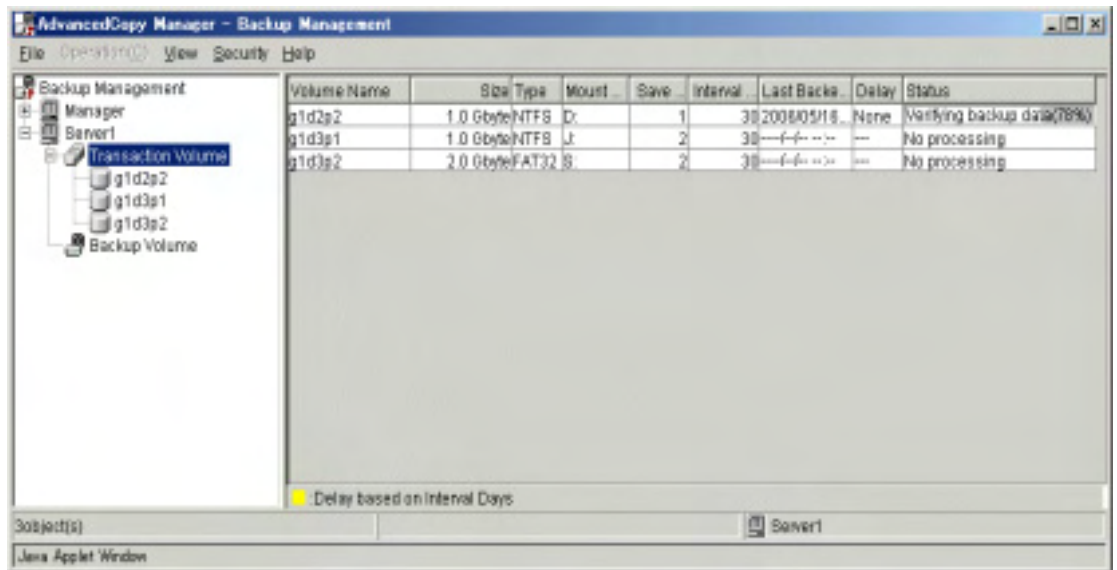 AdvancedCopy Manager - Backup Management
File Operation(O) View Security Help
Backup Management
Manager
Server1
Transaction Volume
g1d2p2
g1d3p1
g1d3p2
Backup Volume
Volume Name Size Type Mount ... Save ... Interval ... Last Backe... Delay Status
g1d2p2 1.0 Gbyte NTFS D: 1 30 2006/05/16... None Verifying backup data(78%)
g1d3p1 1.0 Gbyte NTFS J: 2 30 ----/--/-- --:-- --- No processing
g1d3p2 2.0 Gbyte FAT32 S: 2 30 ----/--/-- --:-- --- No processing
:Delay based on Interval Days
3object(s) Server1
Java Applet Window